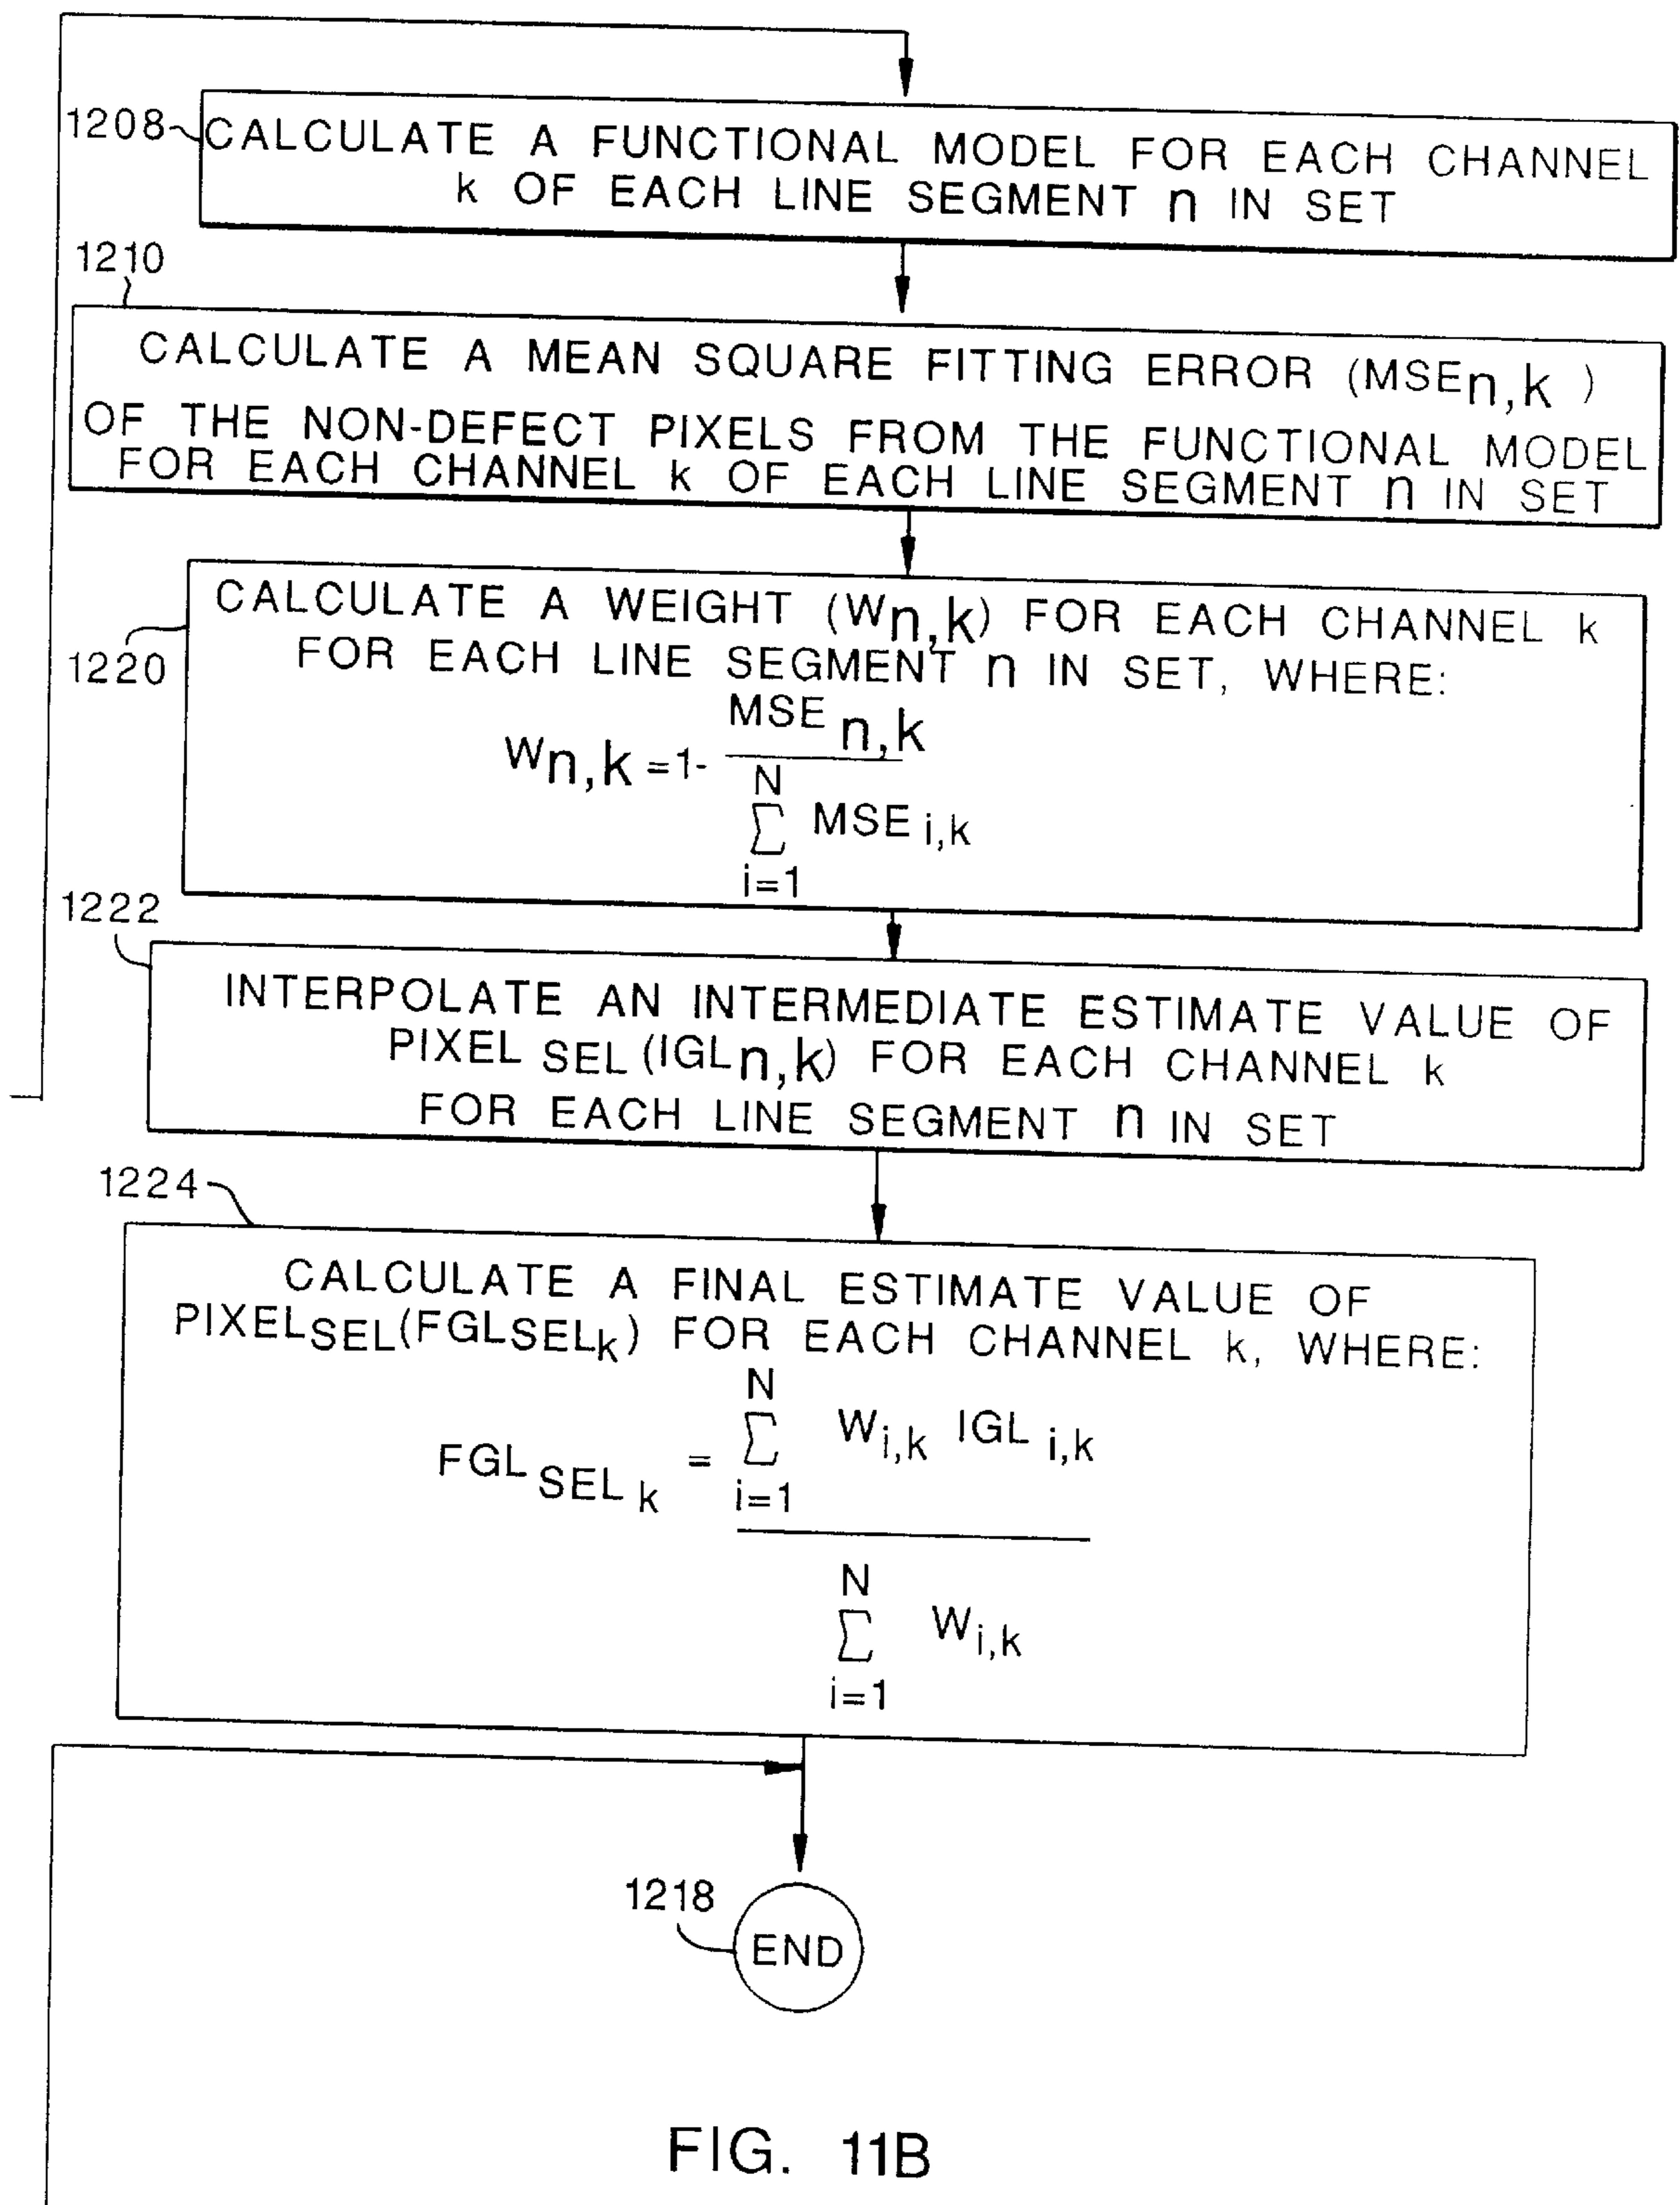 1208
CALCULATE A FUNCTIONAL MODEL FOR EACH CHANNEL
k OF EACH LINE SEGMENT n IN SET
1210
CALCULATE A MEAN SQUARE FITTING ERROR (MSEn,k )
OF THE NON-DEFECT PIXELS FROM THE FUNCTIONAL MODEL
FOR EACH CHANNEL k OF EACH LINE SEGMENT n IN SET
1220
CALCULATE A WEIGHT (Wn,k) FOR EACH CHANNEL k
FOR EACH LINE SEGMENT n IN SET, WHERE:
MSE n,k
Wn,k =1-
N
∑ MSE i,k
i=1
1222
INTERPOLATE AN INTERMEDIATE ESTIMATE VALUE OF
PIXEL SEL (IGLn,k) FOR EACH CHANNEL k
FOR EACH LINE SEGMENT n IN SET
1224
CALCULATE A FINAL ESTIMATE VALUE OF
PIXELSEL(FGLSELk) FOR EACH CHANNEL k, WHERE:
N
FGL SEL k = ∑ Wi,k IGL i,k
i=1
N
∑ Wi,k
i=1
1218
END
FIG. 11B